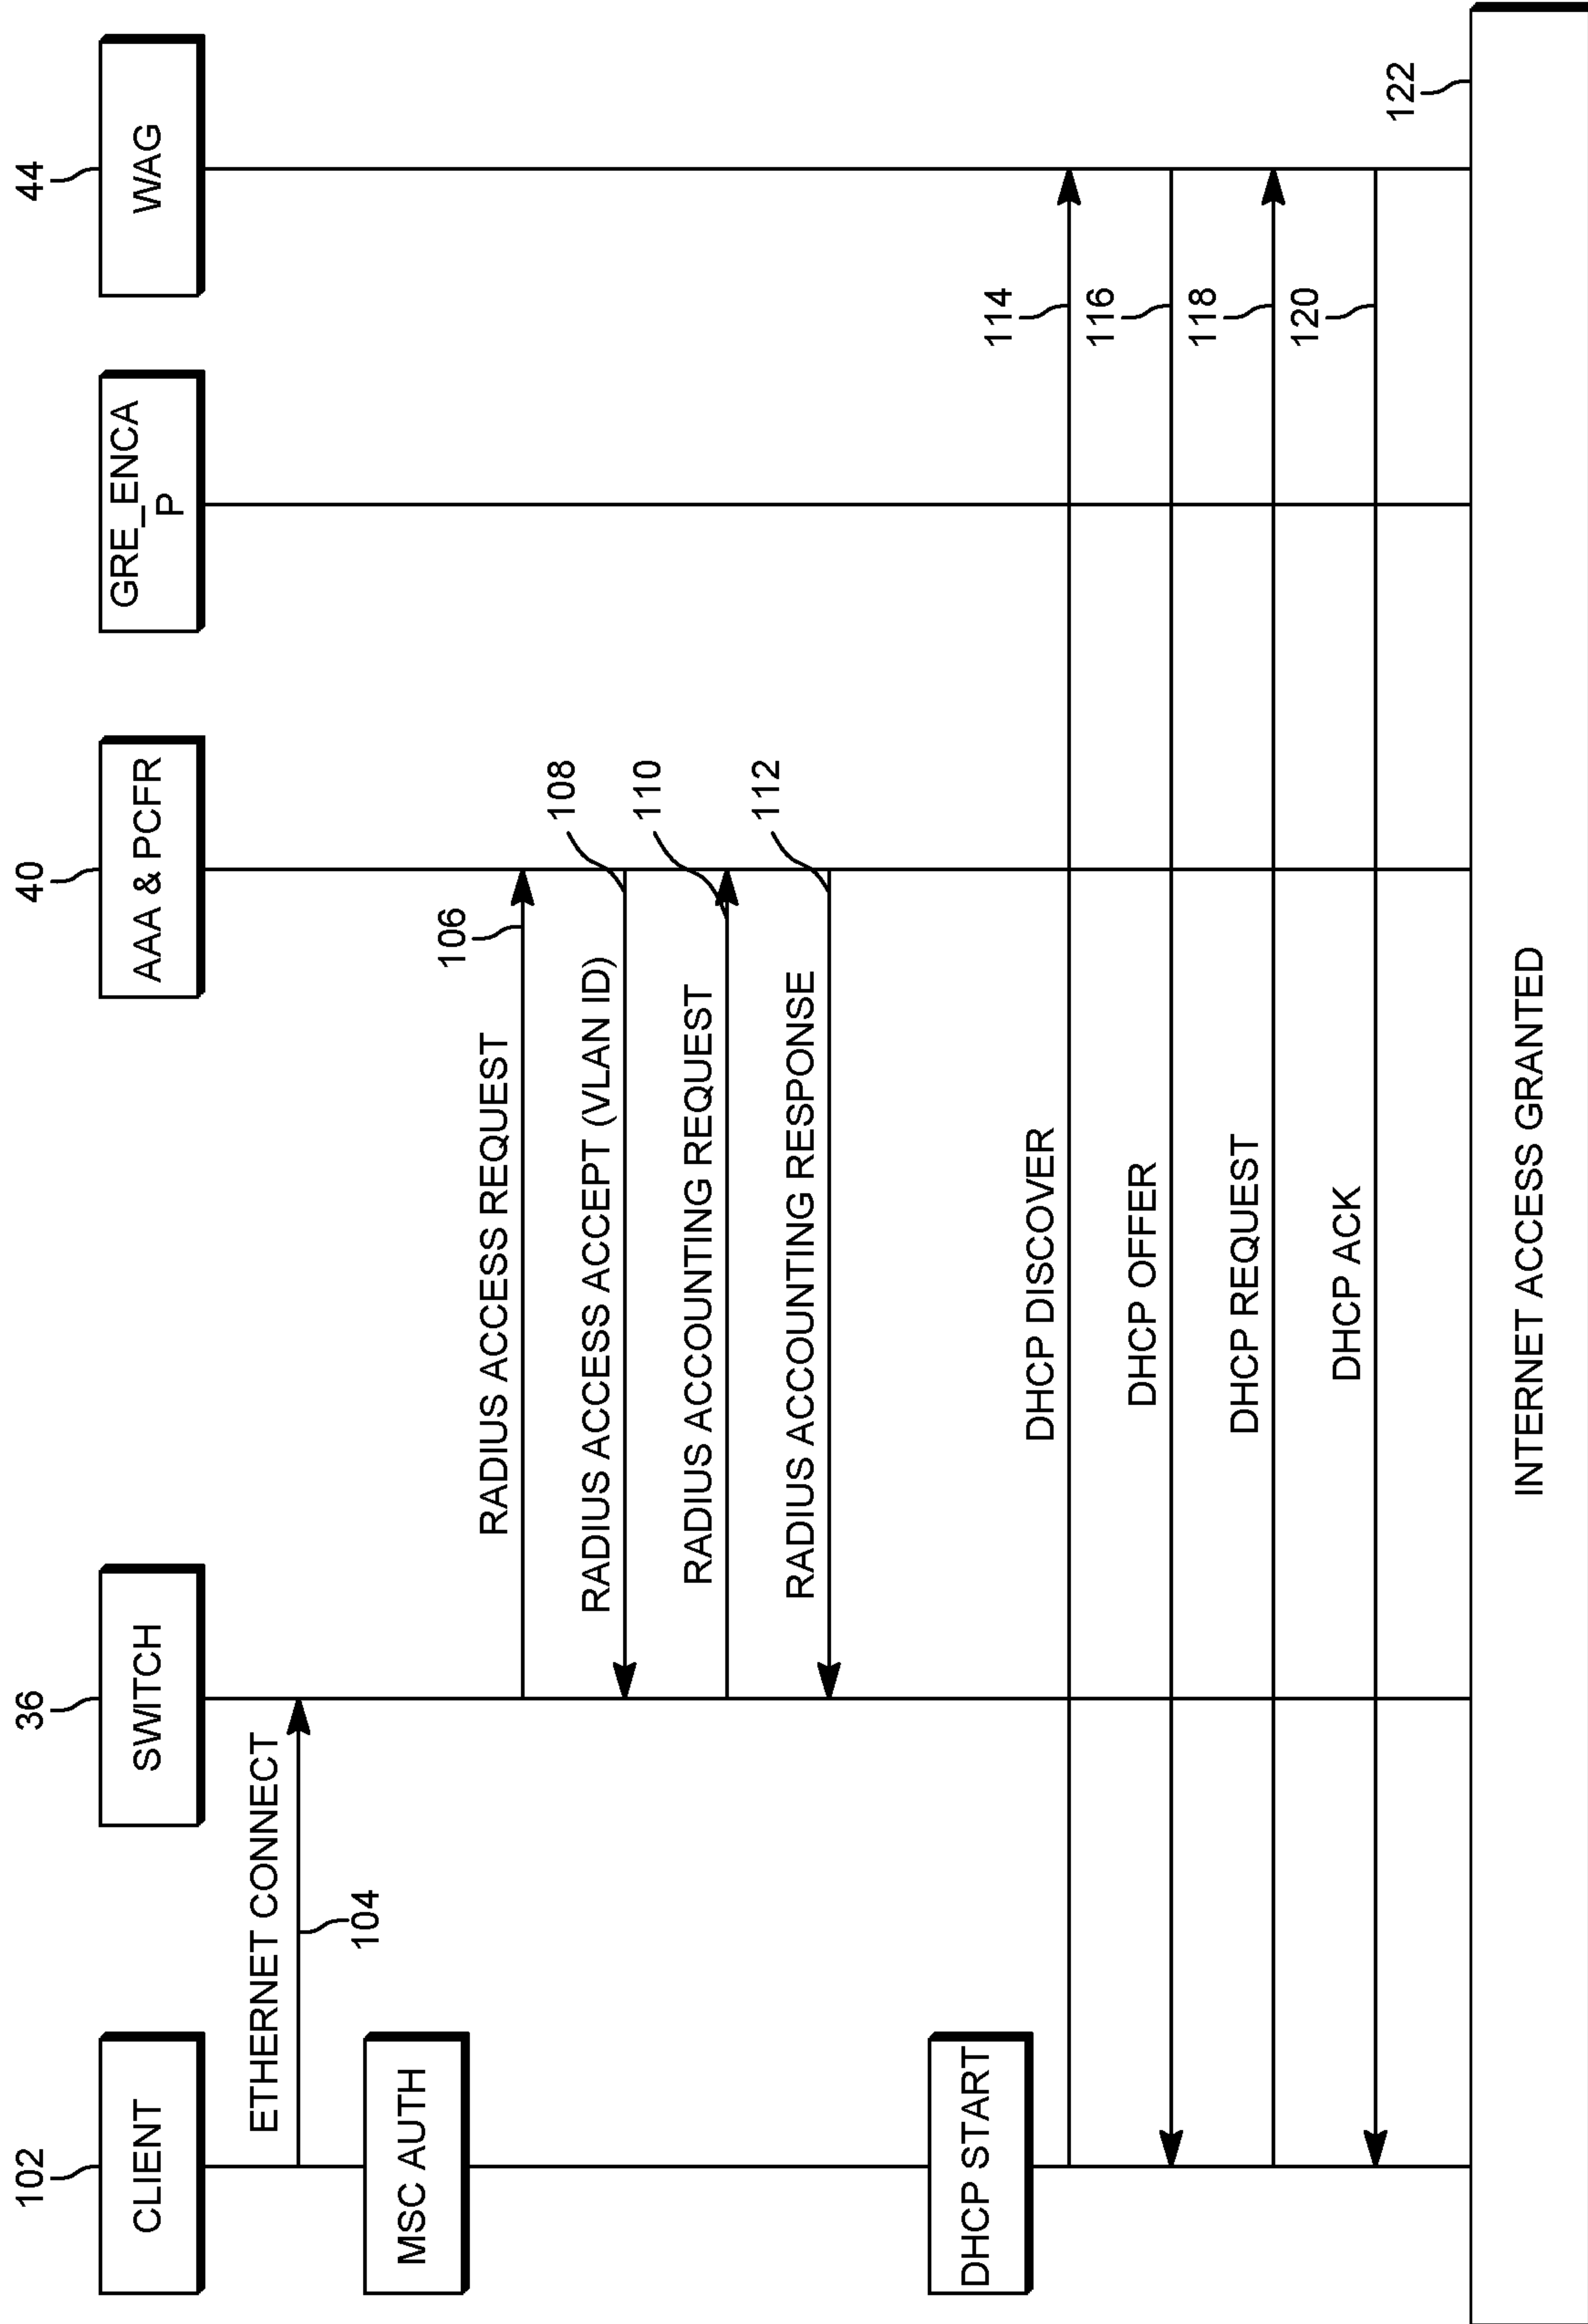 102
36
40
44
CLIENT
SWITCH
AAA & PCFR
GRE_ENCA
P
WAG
ETHERNET CONNECT
104
MSC AUTH
RADIUS ACCESS REQUEST
106
RADIUS ACCESS ACCEPT (VLAN ID)
108
RADIUS ACCOUNTING REQUEST
110
RADIUS ACCOUNTING RESPONSE
112
DHCP START
DHCP DISCOVER
114
DHCP OFFER
116
DHCP REQUEST
118
DHCP ACK
120
122
INTERNET ACCESS GRANTED